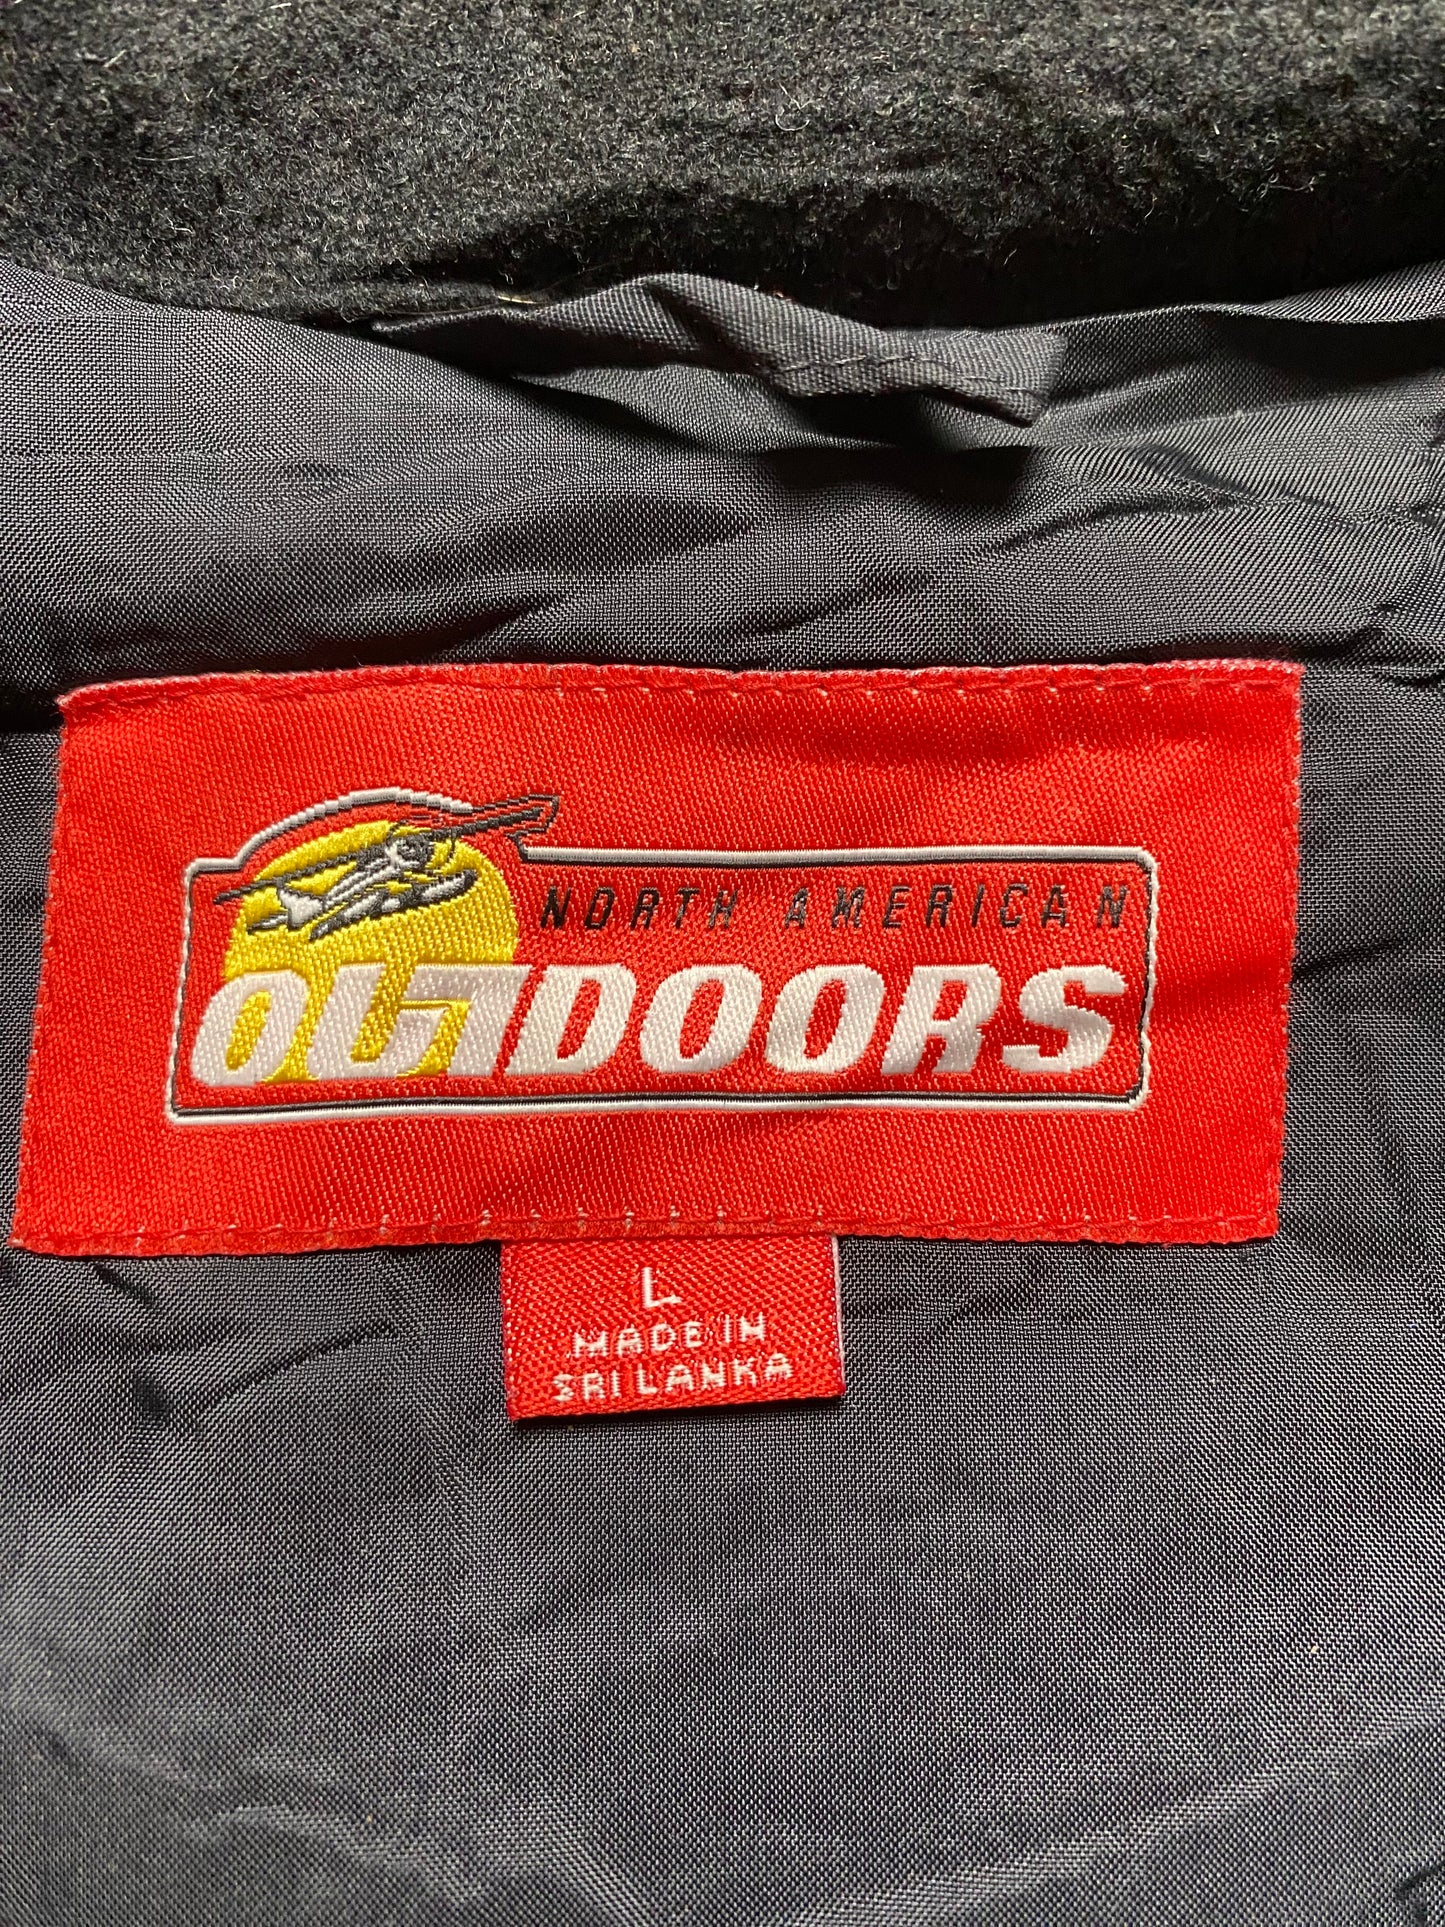 NORTH AMERICAN
OUTDOORS
L
MADE IN
SRI LANKA